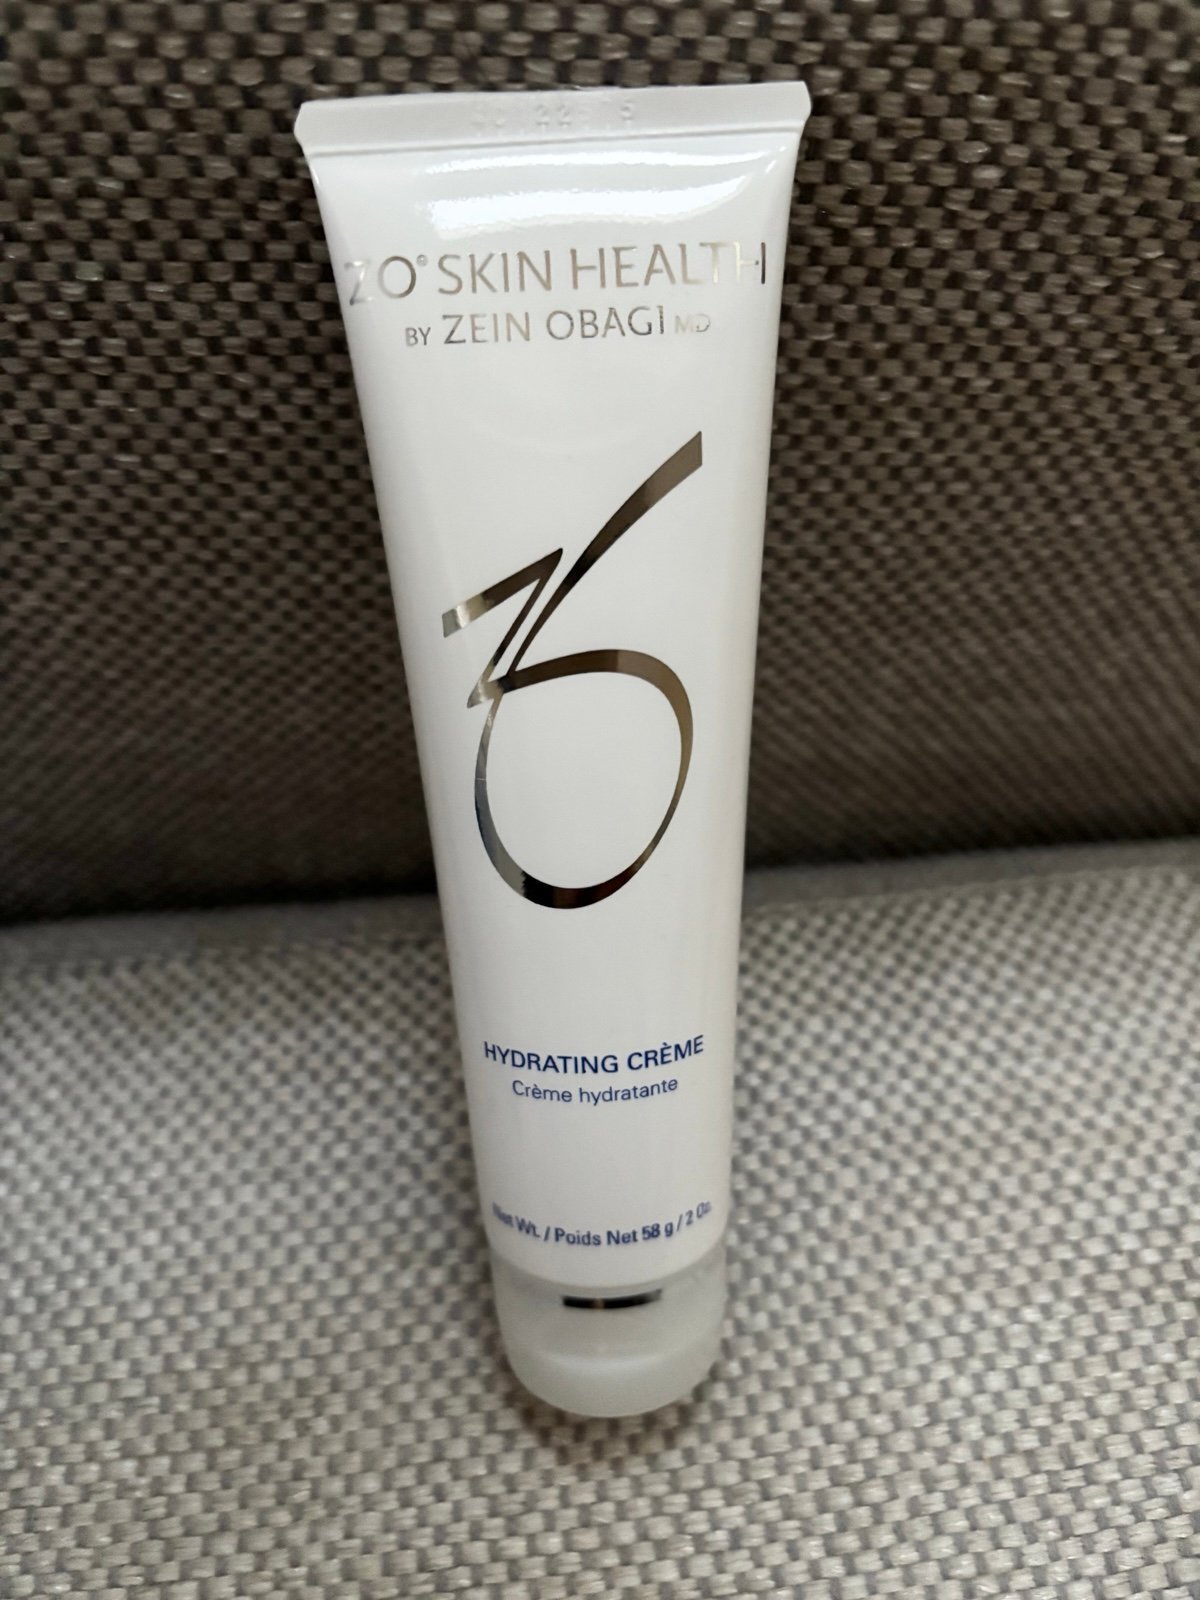 ZO® SKIN HEALTH
BY ZEIN OBAGI MD
HYDRATING CRÈME
Crème hydratante
Net Wt. / Poids Net 58 g / 2 Oz.